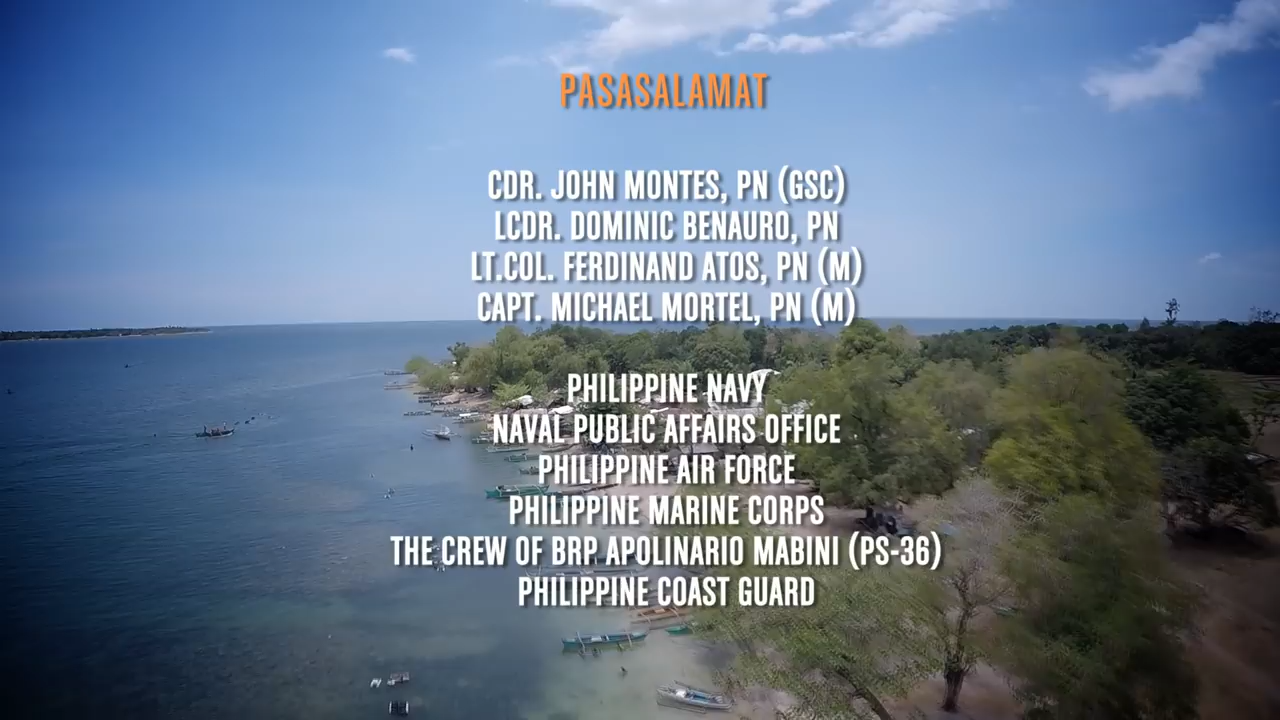 PASASALAMAT
CDR. JOHN MONTES, PN (GSC)
LCDR. DOMINIC BENAURO, PN
LT.COL. FERDINAND ATOS, PN (M)
CAPT. MICHAEL MORTEL, PN (M)
PHILIPPINE NAVY
NAVAL PUBLIC AFFAIRS OFFICE
PHILIPPINE AIR FORCE
PHILIPPINE MARINE CORPS
THE CREW OF BRP APOLINARIO MABINI (PS-36)
PHILIPPINE COAST GUARD